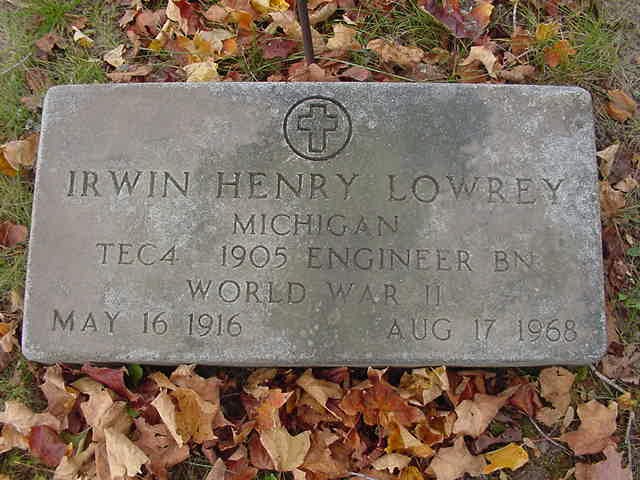 IRWIN HENRY LOWREY
MICHIGAN
TEC4 1905 ENGINEER BN
WORLD WAR II
MAY 16 1916 AUG 17 1968